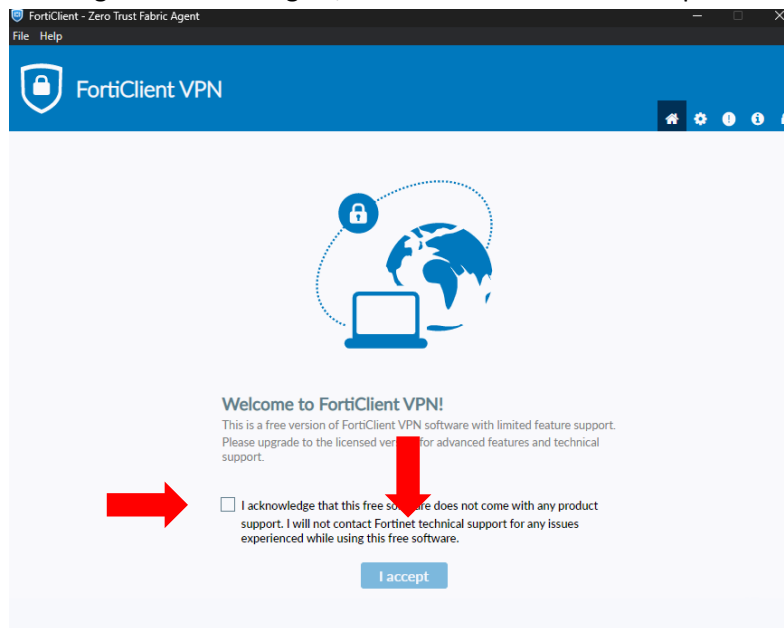 FortiClient - Zero Trust Fabric Agent
File Help
FortiClient VPN
Welcome to FortiClient VPN!
This is a free version of FortiClient VPN software with limited feature support.
Please upgrade to the licensed for advanced features and technical
support.
I acknowledge that this free does not come with any product
support. I will not contact Fortinet technical support for any issues
experienced while using this free software.
I accept